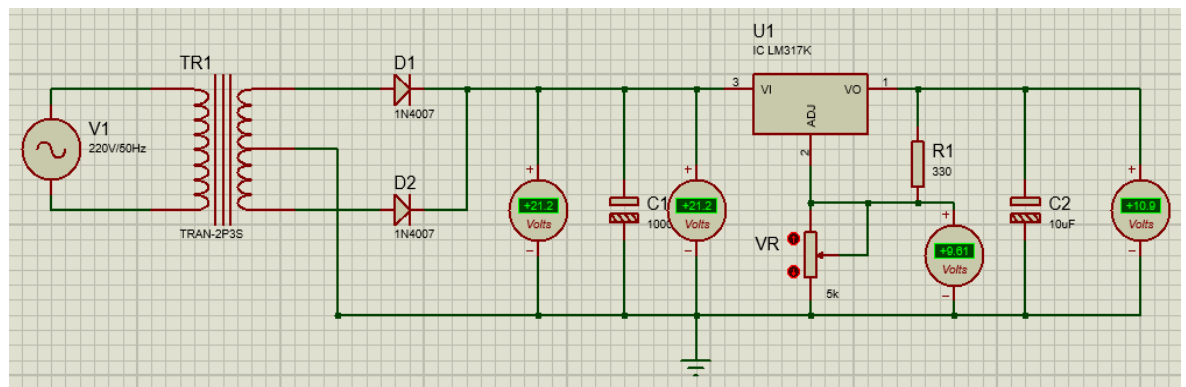 U1
IC LM317K
TR1
D1
3
VI
VO
1
1N4007
ADJ
V1
220V/50Hz
2
R1
330
D2
+21.2
Volts
C1
+21.2
Volts
C2
10uF
+10.9
Volts
TRAN-2P3S
1N4007
VR
+9.61
Volts
5k